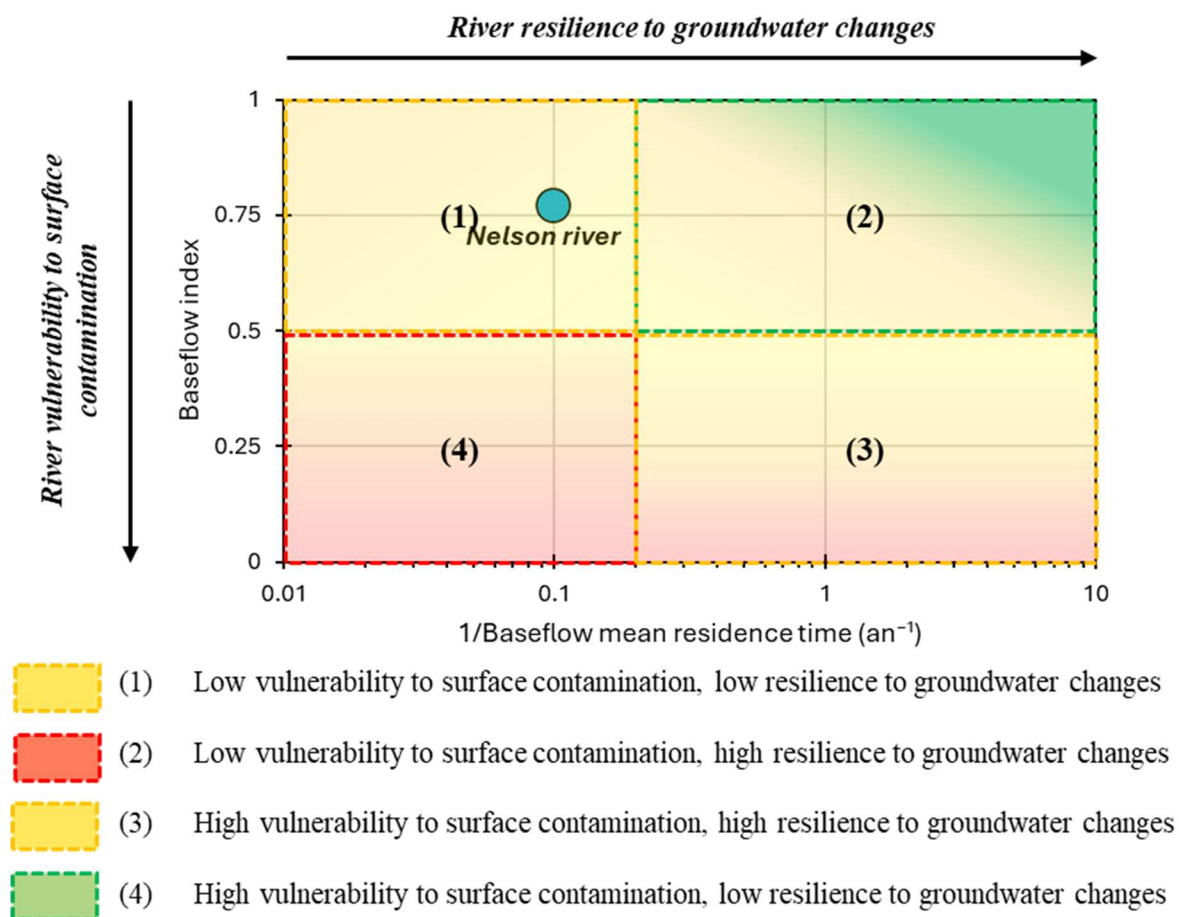 River resilience to groundwater changes
River vulnerability to surface
contamination
Baseflow index
1
0.75
0.5
0.25
0
(1)
Nelson river
(2)
(4)
(3)
0.01
0.1
1
10
1/Baseflow mean residence time (an⁻¹)
(1) Low vulnerability to surface contamination, low resilience to groundwater changes
(2) Low vulnerability to surface contamination, high resilience to groundwater changes
(3) High vulnerability to surface contamination, high resilience to groundwater changes
(4) High vulnerability to surface contamination, low resilience to groundwater changes